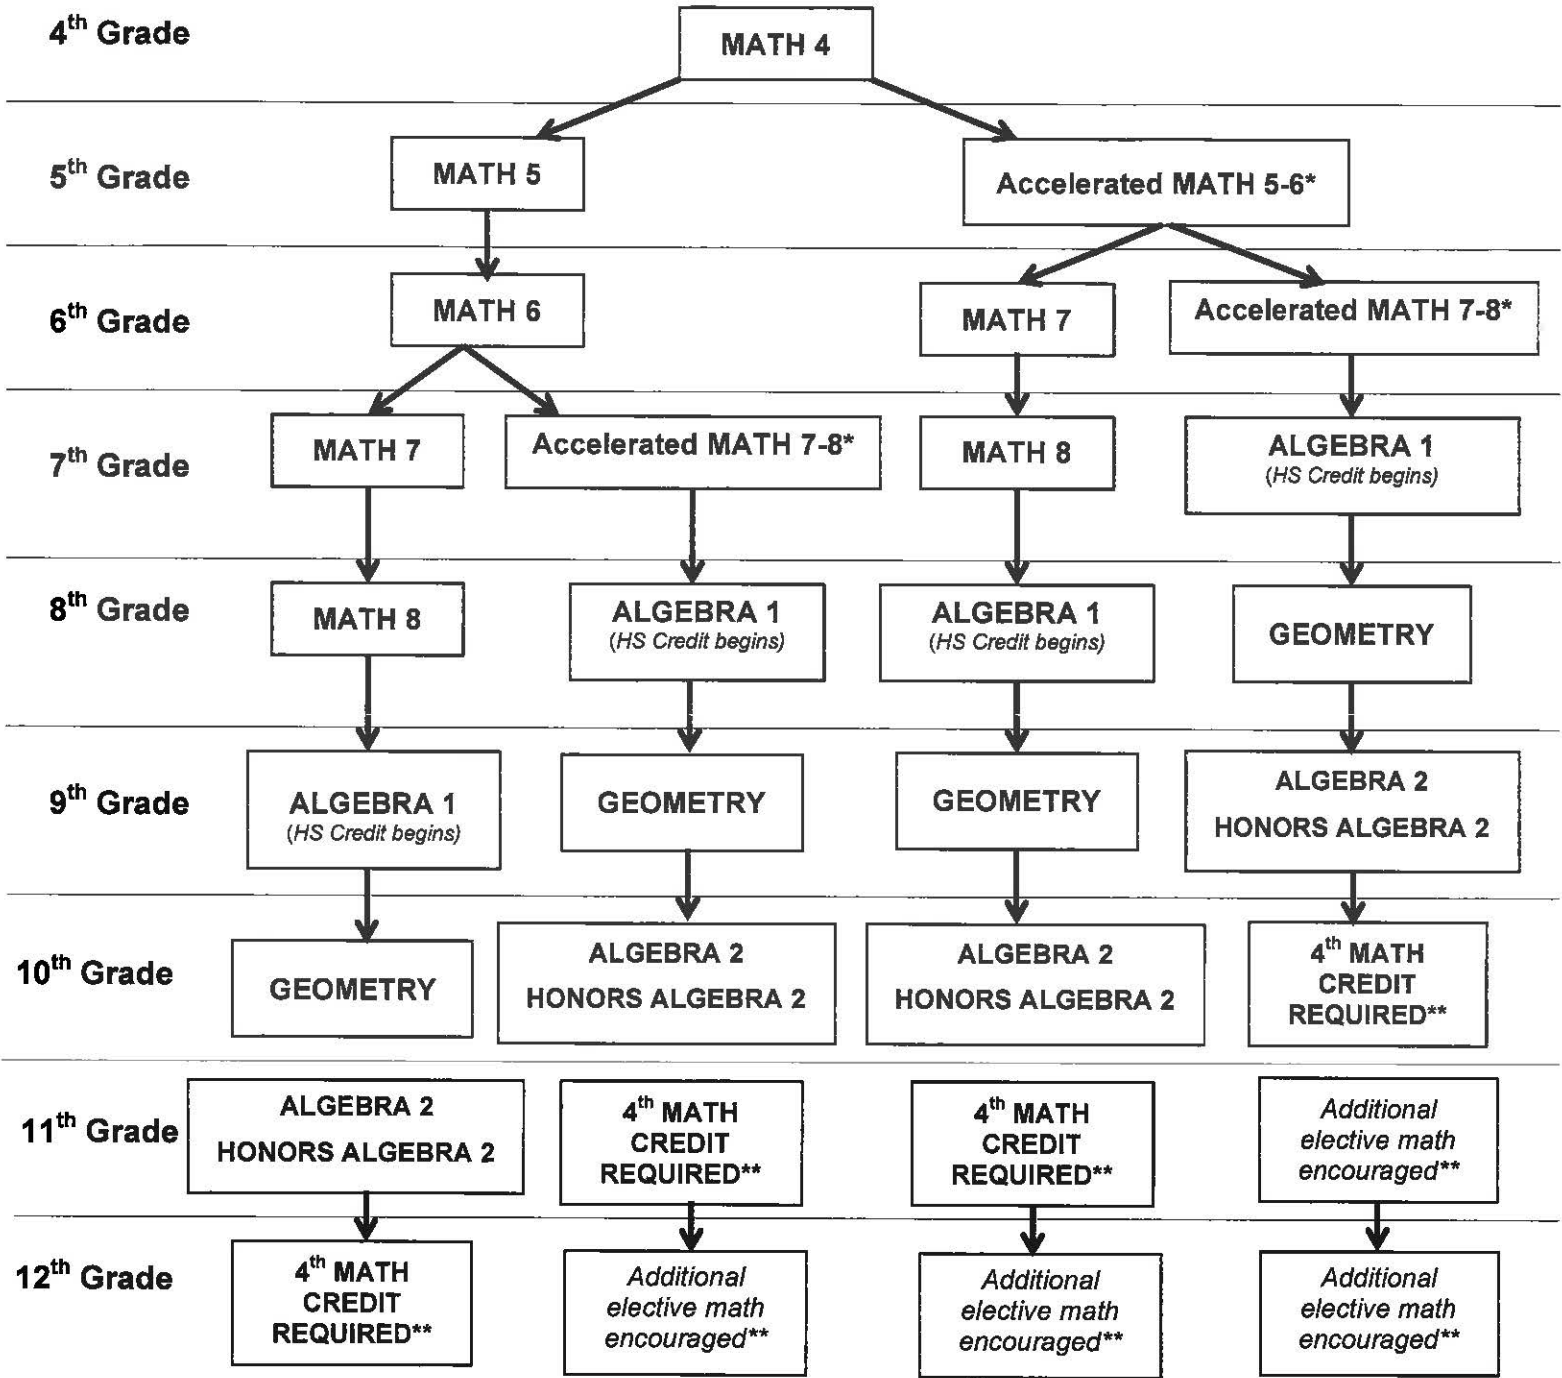 4th Grade
MATH 4
5th Grade
MATH 5
Accelerated MATH 5-6*
6th Grade
MATH 6
MATH 7
Accelerated MATH 7-8*
7th Grade
MATH 7
Accelerated MATH 7-8*
MATH 8
ALGEBRA 1
(HS Credit begins)
8th Grade
MATH 8
ALGEBRA 1
(HS Credit begins)
ALGEBRA 1
(HS Credit begins)
GEOMETRY
9th Grade
ALGEBRA 1
(HS Credit begins)
GEOMETRY
GEOMETRY
ALGEBRA 2
HONORS ALGEBRA 2
10th Grade
GEOMETRY
ALGEBRA 2
HONORS ALGEBRA 2
ALGEBRA 2
HONORS ALGEBRA 2
4th MATH
CREDIT
REQUIRED**
11th Grade
ALGEBRA 2
HONORS ALGEBRA 2
4th MATH
CREDIT
REQUIRED**
4th MATH
CREDIT
REQUIRED**
Additional
elective math
encouraged**
12th Grade
4th MATH
CREDIT
REQUIRED**
Additional
elective math
encouraged**
Additional
elective math
encouraged**
Additional
elective math
encouraged**